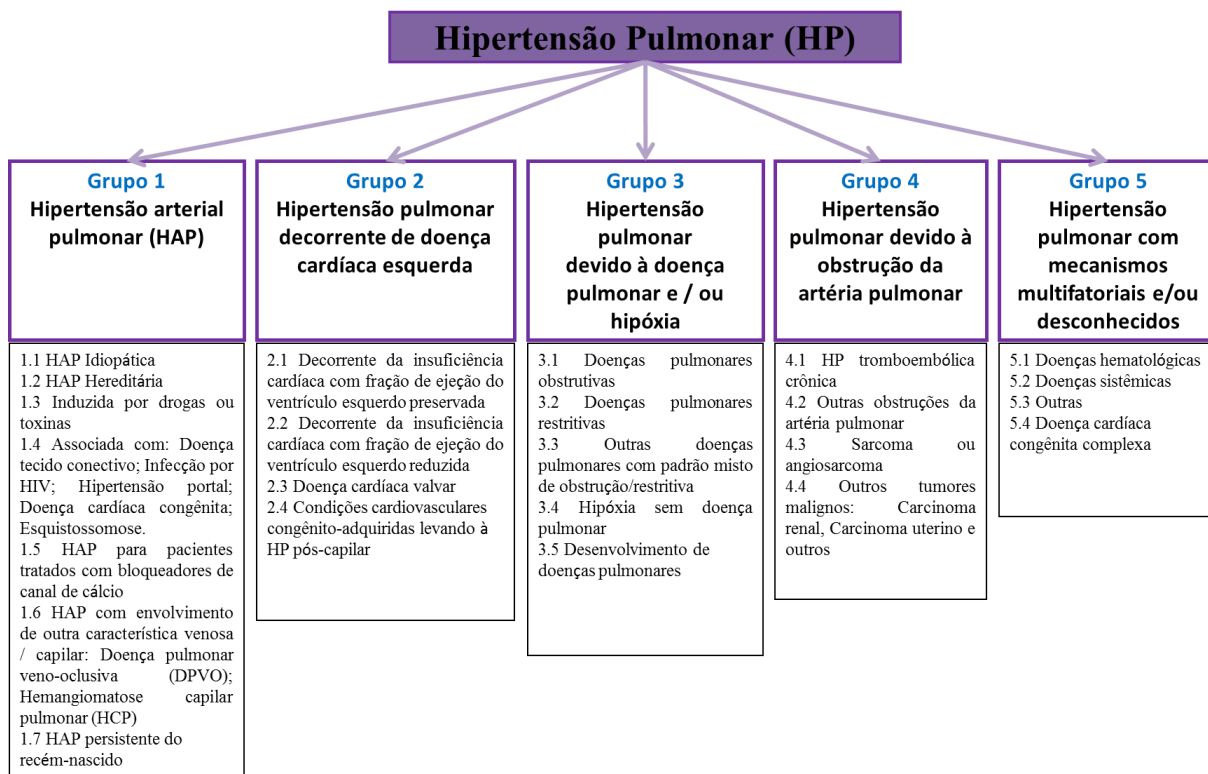 Hipertensão Pulmonar (HP)
Grupo 1
Hipertensão arterial
pulmonar (HAP)
1.1 HAP Idiopática
1.2 HAP Hereditária
1.3 Induzida por drogas ou
toxinas
1.4 Associada com: Doença
tecido conectivo; Infecção por
HIV; Hipertensão portal;
Doença cardíaca congênita;
Esquistossomose.
1.5 HAP para pacientes
tratados com bloqueadores de
canal de cálcio
1.6 HAP com envolvimento
de outra característica venosa
/ capilar: Doença pulmonar
veno-oclusiva (DPVO);
Hemangiomatose capilar
pulmonar (HCP)
1.7 HAP persistente do
recém-nascido
Grupo 2
Hipertensão pulmonar
decorrente de doença
cardíaca esquerda
2.1 Decorrente da insuficiência
cardíaca com fração de ejeção do
ventrículo esquerdo preservada
2.2 Decorrente da insuficiência
cardíaca com fração de ejeção do
ventrículo esquerdo reduzida
2.3 Doença cardíaca valvar
2.4 Condições cardiovasculares
congênito-adquiridas levando à
HP pós-capilar
Grupo 3
Hipertensão
pulmonar
devido à doença
pulmonar e / ou
hipóxia
3.1 Doenças pulmonares
obstrutivas
3.2 Doenças pulmonares
restritivas
3.3 Outras doenças
pulmonares com padrão misto
de obstrução/restritiva
3.4 Hipóxia sem doença
pulmonar
3.5 Desenvolvimento de
doenças pulmonares
Grupo 4
Hipertensão
pulmonar devido à
obstrução da
artéria pulmonar
4.1 HP tromboembólica
crônica
4.2 Outras obstruções da
artéria pulmonar
4.3 Sarcoma ou
angiosarcoma
4.4 Outros tumores
malignos: Carcinoma
renal, Carcinoma uterino e
outros
Grupo 5
Hipertensão
pulmonar com
mecanismos
multifatoriais e/ou
desconhecidos
5.1 Doenças hematológicas
5.2 Doenças sistêmicas
5.3 Outras
5.4 Doença cardíaca
congênita complexa